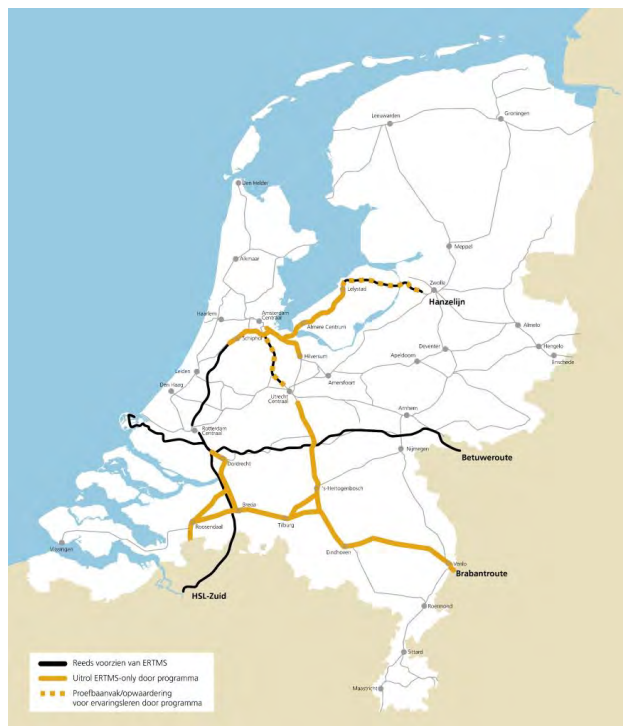 Leeuwarden
Groningen
Den Helder
Meppel
Alkmaar
Zwolle
Lelystad
Hanzelijn
Haarlem
Amsterdam
Centraal
Almere Centrum
Almelo
Schiphol
Hengelo
Deventer
Enschede
Apeldoorn
Hilversum
Leiden
Amersfoort
Den Haag
Utrecht
Centraal
Arnhem
Rotterdam
Centraal
Nijmegen
Betuweroute
Dordrecht
's-Hertogenbosch
Breda
Roosendaal
Tilburg
Vlissingen
Eindhoven
Venlo
Brabantroute
HSL-Zuid
Roermond
Sittard
Maastricht
Reeds voorzien van ERTMS
Uitrol ERTMS-only door programma
Proefbaanvak/opwaardering
voor ervaringsleren door programma